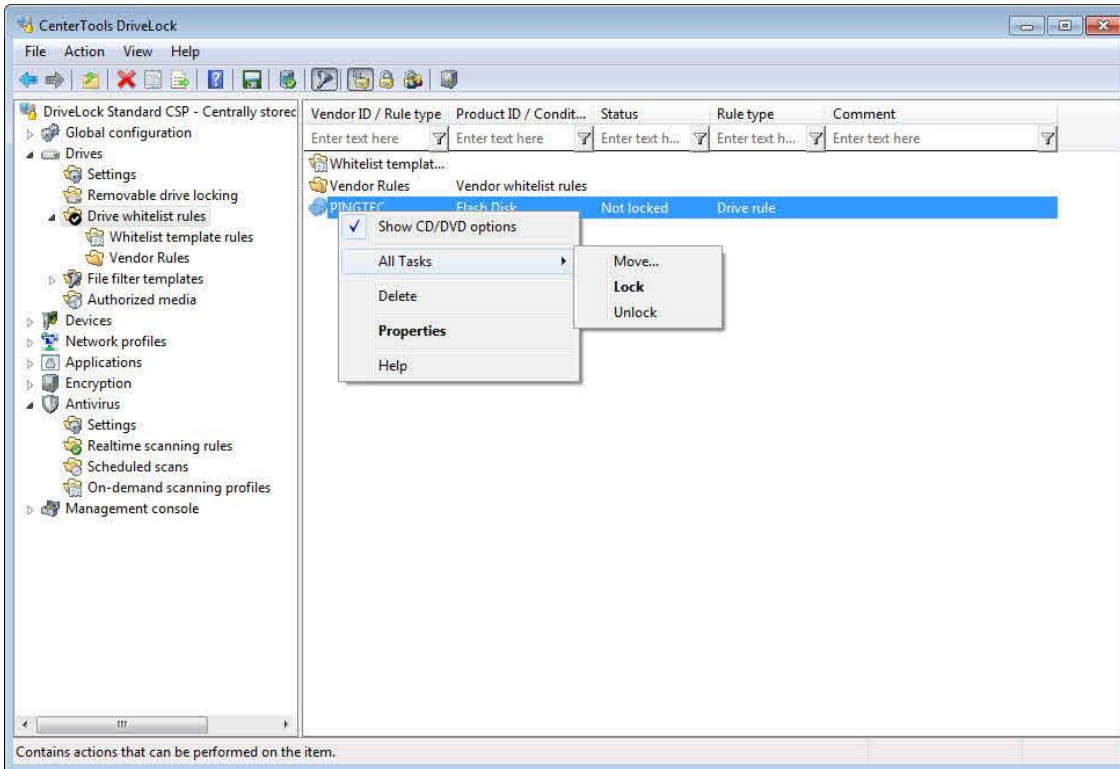 CenterTools DriveLock
File Action View Help
DriveLock Standard CSP - Centrally storec
Global configuration
Drives
Settings
Removable drive locking
Drive whitelist rules
Whitelist template rules
Vendor Rules
File filter templates
Authorized media
Devices
Network profiles
Applications
Encryption
Antivirus
Settings
Realtime scanning rules
Scheduled scans
On-demand scanning profiles
Management console
Vendor ID / Rule type Product ID / Condit... Status Rule type Comment
Enter text here Enter text here Enter text h... Enter text h... Enter text here
Whitelist templat...
Vendor Rules Vendor whitelist rules
PINGTEC Flash Disk Not locked Drive rule
Show CD/DVD options
All Tasks
Delete
Properties
Help
Move...
Lock
Unlock
Contains actions that can be performed on the item.